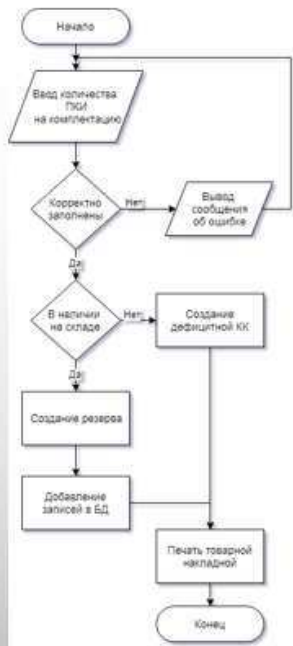 Начало
Ввод количества
ПКИ
на комплектацию
Корректно
заполнены
Нет
Вывод
сообщения
об ошибке
Да
В наличии
на складе
Нет
Создание
дефицитной КК
Да
Создание резерва
Добавление
записей в БД
Печать товарной
накладной
Конец